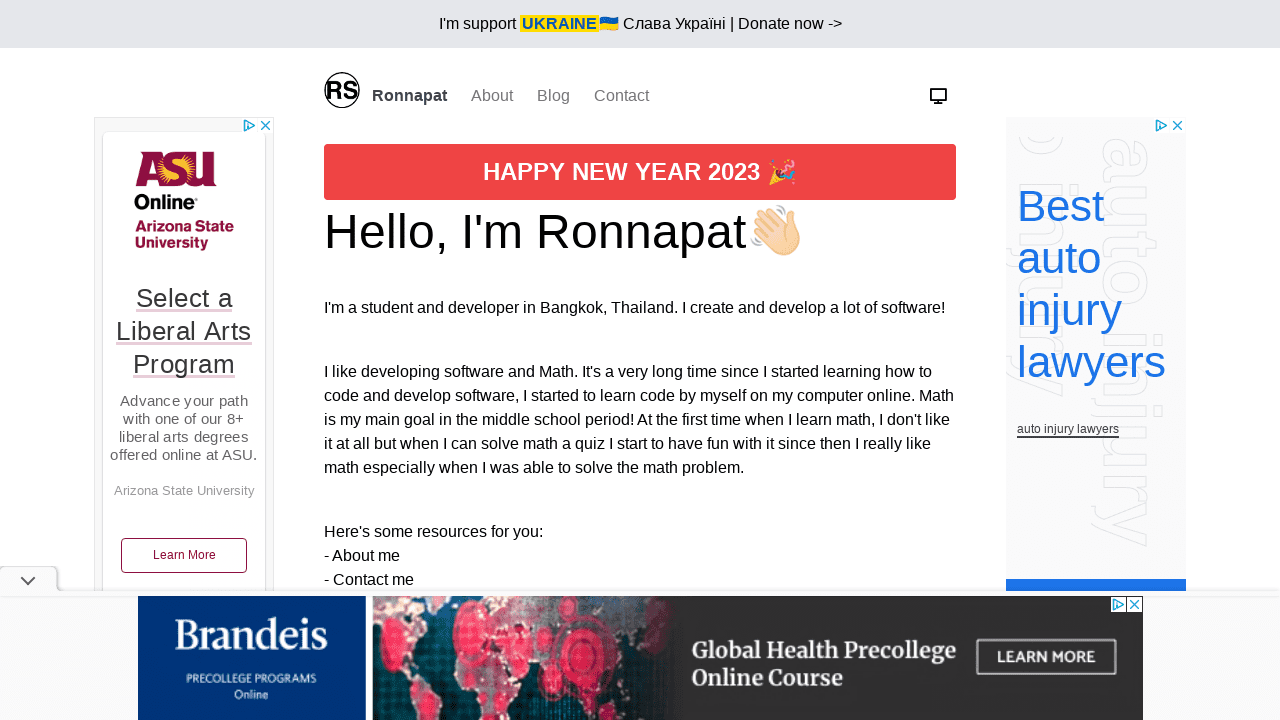 I'm support UKRAINE🇺🇦 Слава Україні | Donate now ->
RS Ronnapat About Blog Contact
HAPPY NEW YEAR 2023 🎉
Hello, I'm Ronnapat👋🏻
I'm a student and developer in Bangkok, Thailand. I create and develop a lot of software!
I like developing software and Math. It's a very long time since I started learning how to
code and develop software, I started to learn code by myself on my computer online. Math
is my main goal in the middle school period! At the first time when I learn math, I don't like
it at all but when I can solve math a quiz I start to have fun with it since then I really like
math especially when I was able to solve the math problem.
Here's some resources for you:
- About me
- Contact me
ASU
Online
Arizona State
University
Select a
Liberal Arts
Program
Advance your path
with one of our 8+
liberal arts degrees
offered online at ASU.
Arizona State University
Learn More
auto injury
Best
auto
injury
lawyers
auto injury lawyers
Brandeis
PRECOLLEGE PROGRAMS
Online
Global Health Precollege
Online Course
LEARN MORE